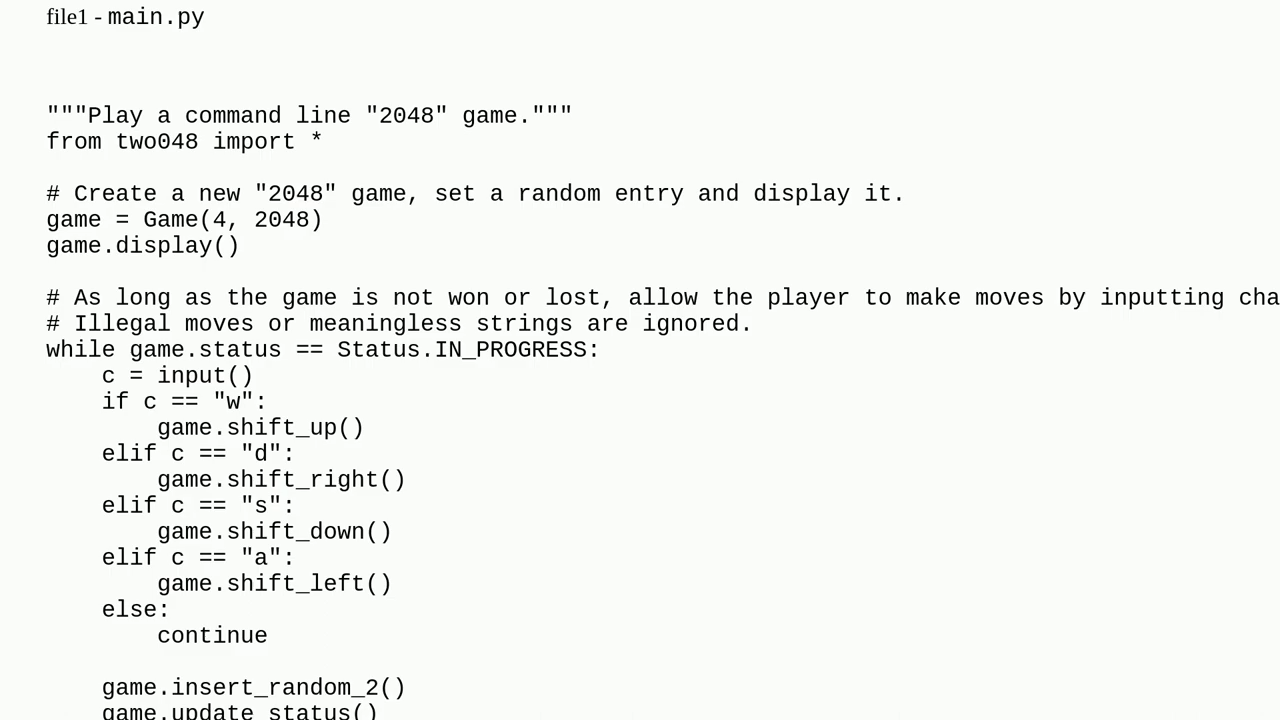 file1 - main.py
"""Play a command line "2048" game."""
from two048 import *
# Create a new "2048" game, set a random entry and display it.
game = Game(4, 2048)
game.display()
# As long as the game is not won or lost, allow the player to make moves by inputting cha
# Illegal moves or meaningless strings are ignored.
while game.status == Status.IN_PROGRESS:
    c = input()
    if c == "w":
        game.shift_up()
    elif c == "d":
        game.shift_right()
    elif c == "s":
        game.shift_down()
    elif c == "a":
        game.shift_left()
    else:
        continue
    game.insert_random_2()
    game.update_status()